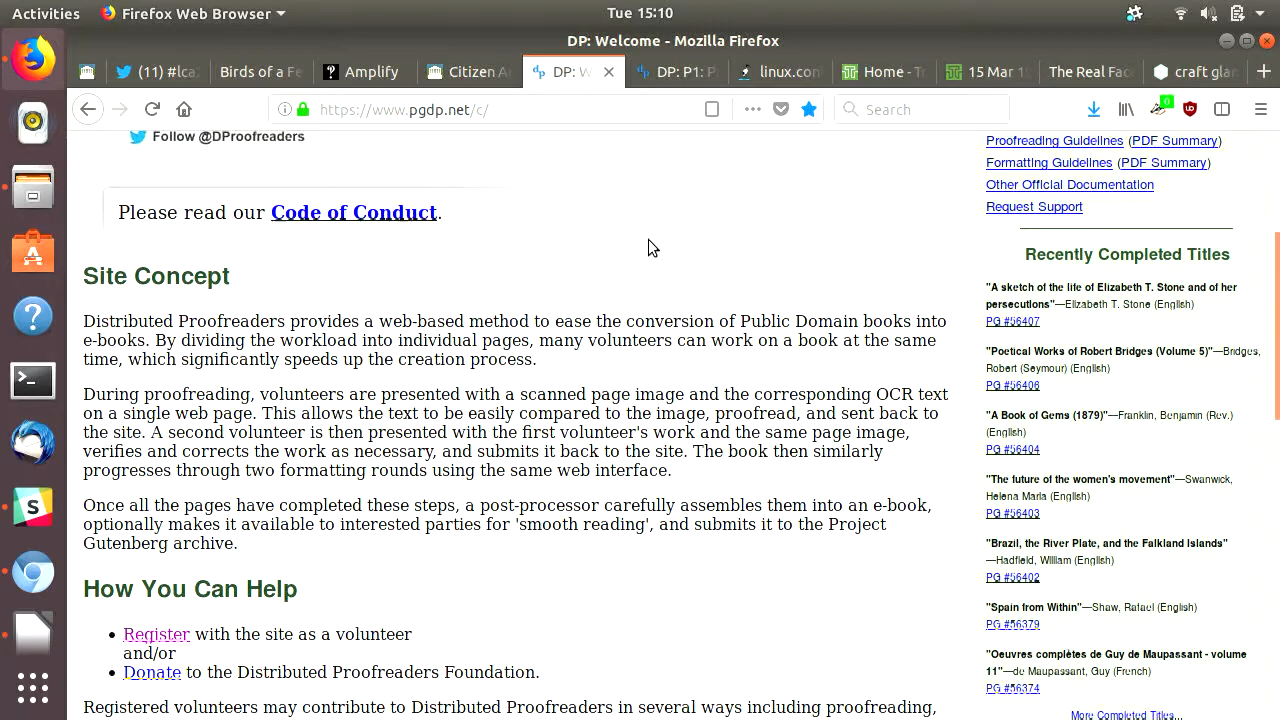 Activities
Firefox Web Browser
Tue 15:10
DP: Welcome - Mozilla Firefox
(11) #lca
Birds of a Fe
Amplify
Citizen A
DP: W
DP: P1: P
linux.con
Home - T
15 Mar 1
The Real Fac
craft glar
https://www.pgdp.net/c/
Search
0
Follow @DProofreaders
Please read our Code of Conduct.
Site Concept
Distributed Proofreaders provides a web-based method to ease the conversion of Public Domain books into
e-books. By dividing the workload into individual pages, many volunteers can work on a book at the same
time, which significantly speeds up the creation process.
During proofreading, volunteers are presented with a scanned page image and the corresponding OCR text
on a single web page. This allows the text to be easily compared to the image, proofread, and sent back to
the site. A second volunteer is then presented with the first volunteer's work and the same page image,
verifies and corrects the work as necessary, and submits it back to the site. The book then similarly
progresses through two formatting rounds using the same web interface.
Once all the pages have completed these steps, a post-processor carefully assembles them into an e-book,
optionally makes it available to interested parties for 'smooth reading', and submits it to the Project
Gutenberg archive.
How You Can Help
• Register with the site as a volunteer
and/or
• Donate to the Distributed Proofreaders Foundation.
Registered volunteers may contribute to Distributed Proofreaders in several ways including proofreading,
Proofreading Guidelines (PDF Summary)
Formatting Guidelines (PDF Summary)
Other Official Documentation
Request Support
Recently Completed Titles
"A sketch of the life of Elizabeth T. Stone and of her
persecutions"—Elizabeth T. Stone (English)
PG #56407
"Poetical Works of Robert Bridges (Volume 5)"—Bridges,
Robert (Seymour) (English)
PG #56406
"A Book of Gems (1879)"—Franklin, Benjamin (Rev.)
(English)
PG #56404
"The future of the women's movement"—Swanwick,
Helena Maria (English)
PG #56403
"Brazil, the River Plate, and the Falkland Islands"
—Hadfield, William (English)
PG #56402
"Spain from Within"—Shaw, Rafael (English)
PG #56379
"Oeuvres complètes de Guy de Maupassant - volume
11"—de Maupassant, Guy (French)
PG #56374
More Completed Titles...